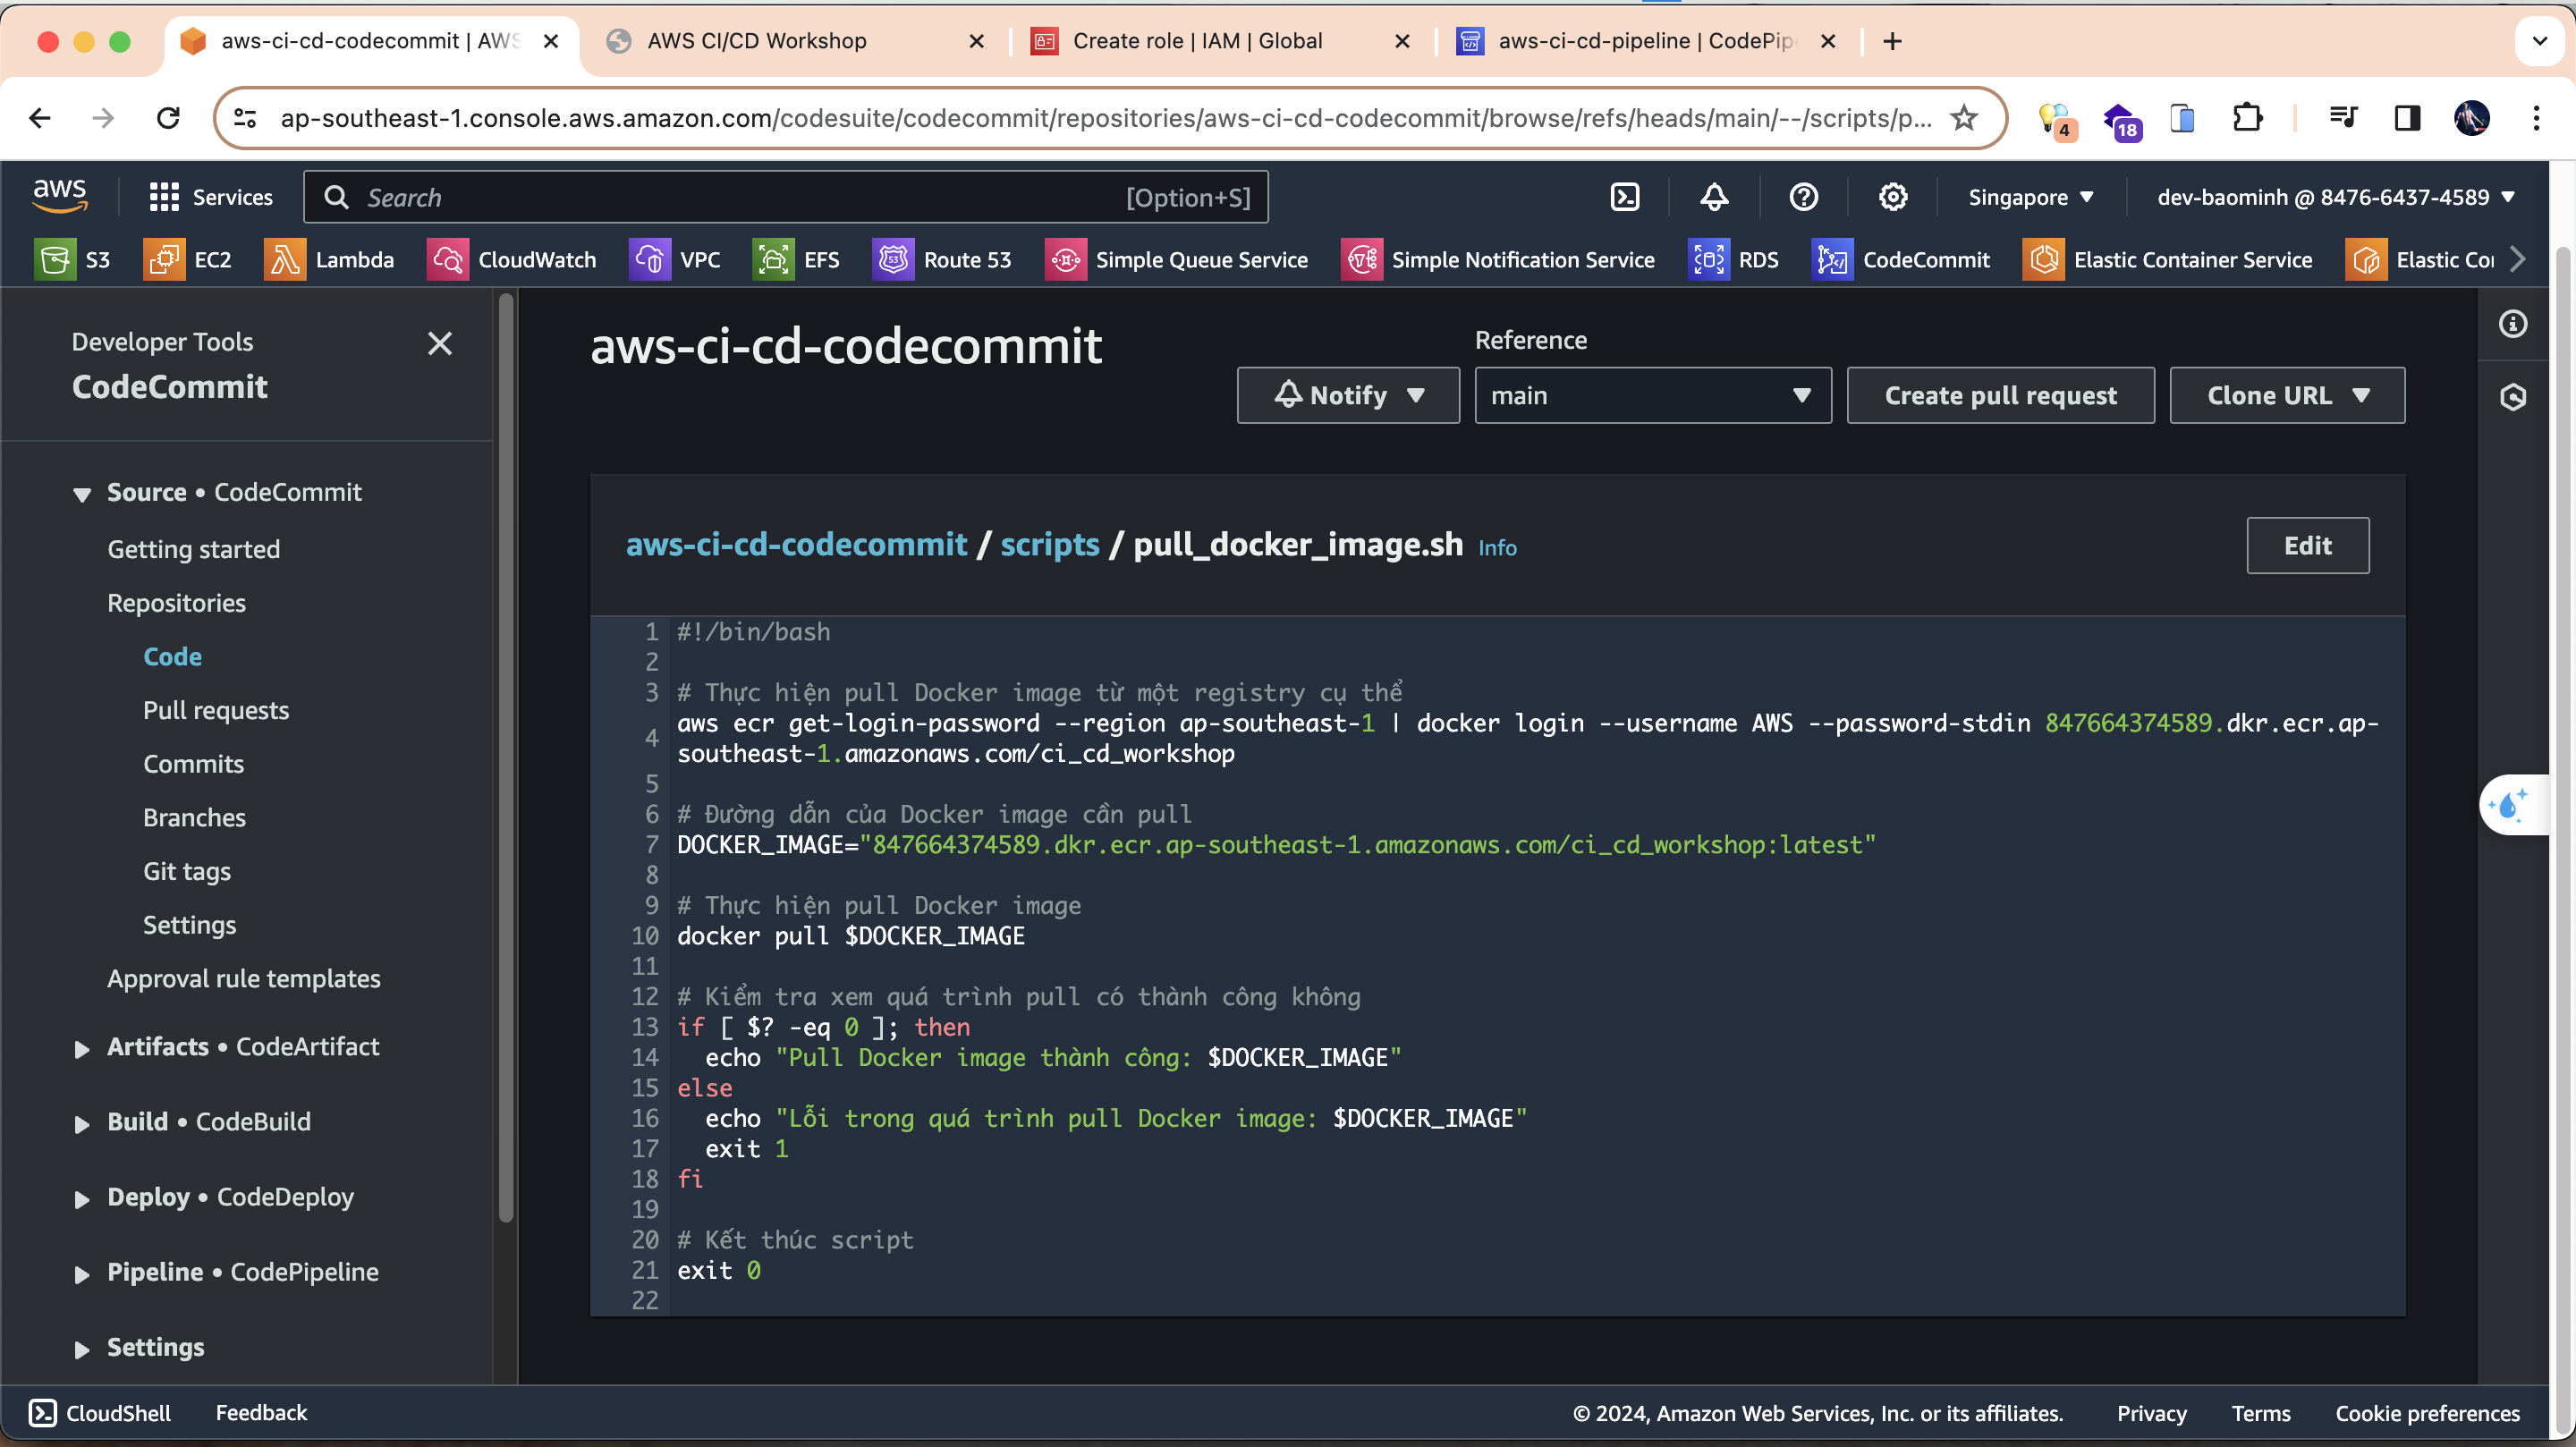 aws-ci-cd-codecommit | AWS
AWS CI/CD Workshop
Create role | IAM | Global
aws-ci-cd-pipeline | CodePip
ap-southeast-1.console.aws.amazon.com/codesuite/codecommit/repositories/aws-ci-cd-codecommit/browse/refs/heads/main/--/scripts/p...
4
18
aws
Services
Search
[Option+S]
Singapore
dev-baominh @ 8476-6437-4589
S3
EC2
Lambda
CloudWatch
VPC
EFS
Route 53
Simple Queue Service
Simple Notification Service
RDS
CodeCommit
Elastic Container Service
Elastic Co
Developer Tools
CodeCommit
Source • CodeCommit
Getting started
Repositories
Code
Pull requests
Commits
Branches
Git tags
Settings
Approval rule templates
Artifacts • CodeArtifact
Build • CodeBuild
Deploy • CodeDeploy
Pipeline • CodePipeline
Settings
aws-ci-cd-codecommit
Reference
Notify
main
Create pull request
Clone URL
aws-ci-cd-codecommit / scripts / pull_docker_image.sh Info
Edit
1 #!/bin/bash
2
3 # Thực hiện pull Docker image từ một registry cụ thể
4 aws ecr get-login-password --region ap-southeast-1 | docker login --username AWS --password-stdin 847664374589.dkr.ecr.ap-
southeast-1.amazonaws.com/ci_cd_workshop
5
6 # Đường dẫn của Docker image cần pull
7 DOCKER_IMAGE="847664374589.dkr.ecr.ap-southeast-1.amazonaws.com/ci_cd_workshop:latest"
8
9 # Thực hiện pull Docker image
10 docker pull $DOCKER_IMAGE
11
12 # Kiểm tra xem quá trình pull có thành công không
13 if [ $? -eq 0 ]; then
14 echo "Pull Docker image thành công: $DOCKER_IMAGE"
15 else
16 echo "Lỗi trong quá trình pull Docker image: $DOCKER_IMAGE"
17 exit 1
18 fi
19
20 # Kết thúc script
21 exit 0
22
CloudShell
Feedback
© 2024, Amazon Web Services, Inc. or its affiliates.
Privacy
Terms
Cookie preferences